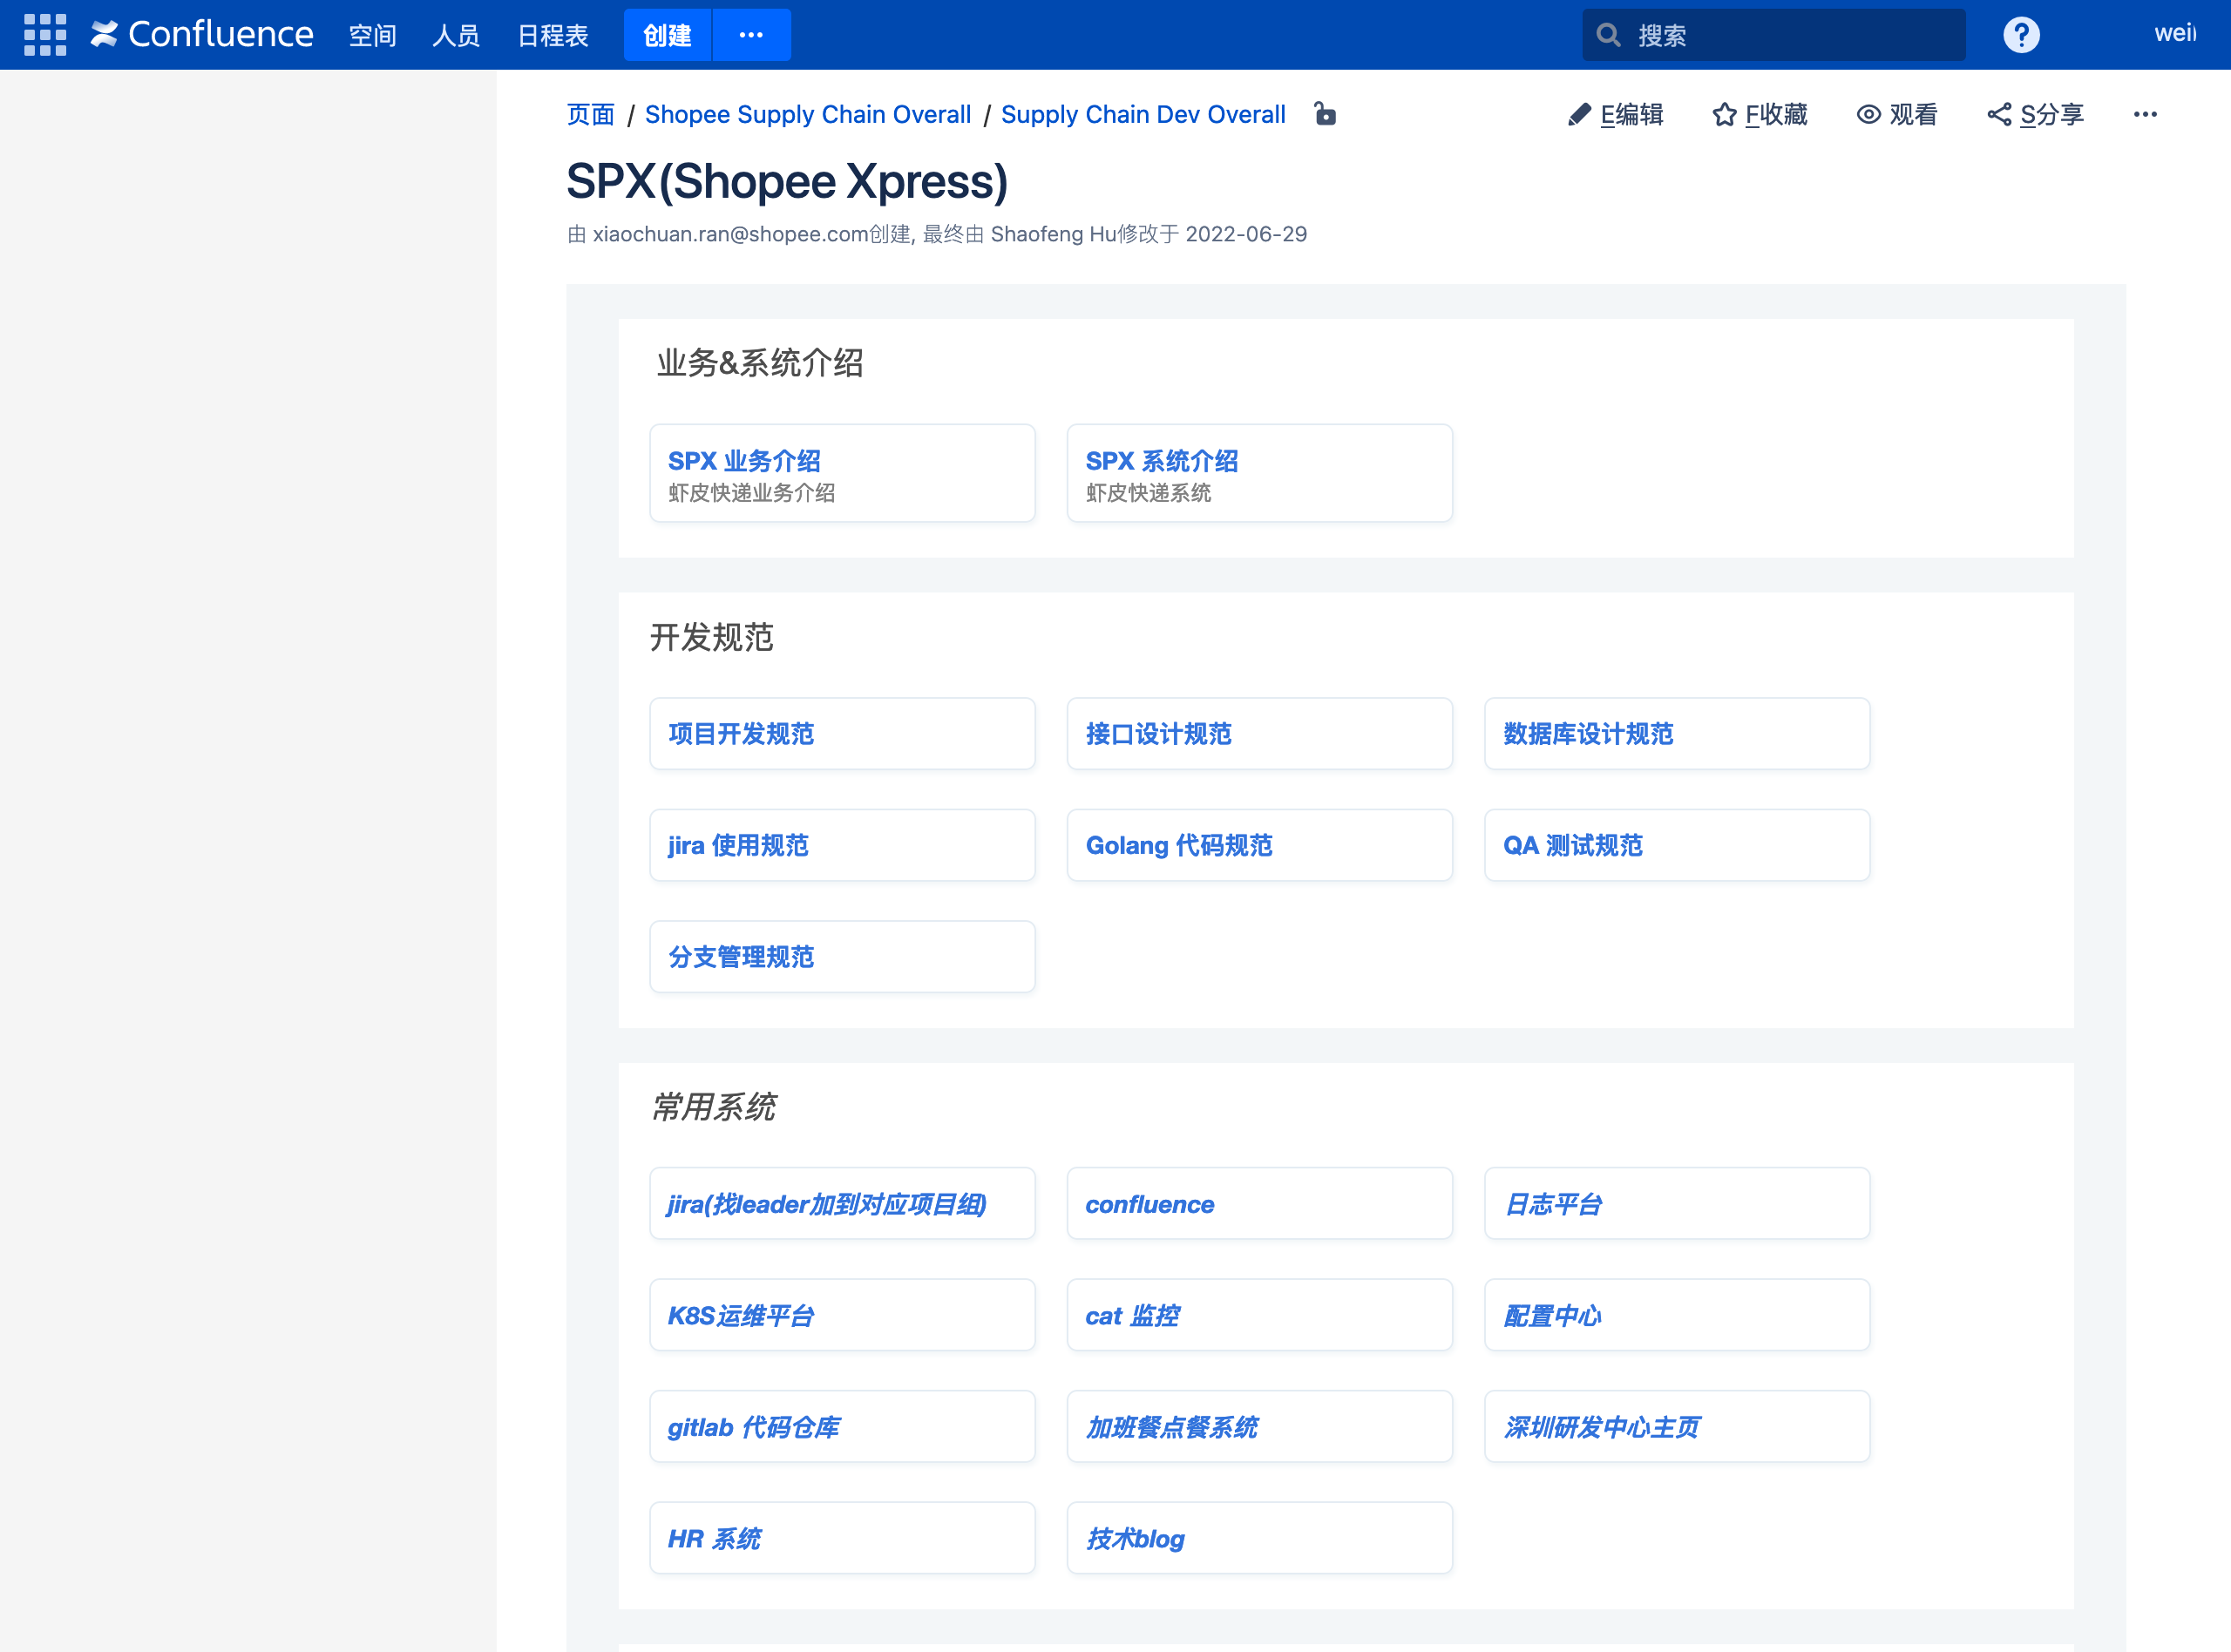 Confluence 空间 人员 日程表 创建 ··· 搜索 ? wei
页面 / Shopee Supply Chain Overall / Supply Chain Dev Overall E编辑 F收藏 观看 S分享 ···
SPX(Shopee Xpress)
由 xiaochuan.ran@shopee.com创建, 最终由 Shaofeng Hu修改于 2022-06-29
业务&系统介绍
SPX 业务介绍 SPX 系统介绍
虾皮快递业务介绍 虾皮快递系统
开发规范
项目开发规范 接口设计规范 数据库设计规范
jira 使用规范 Golang 代码规范 QA 测试规范
分支管理规范
常用系统
jira(找leader加到对应项目组) confluence 日志平台
K8S运维平台 cat 监控 配置中心
gitlab 代码仓库 加班餐点餐系统 深圳研发中心主页
HR 系统 技术blog